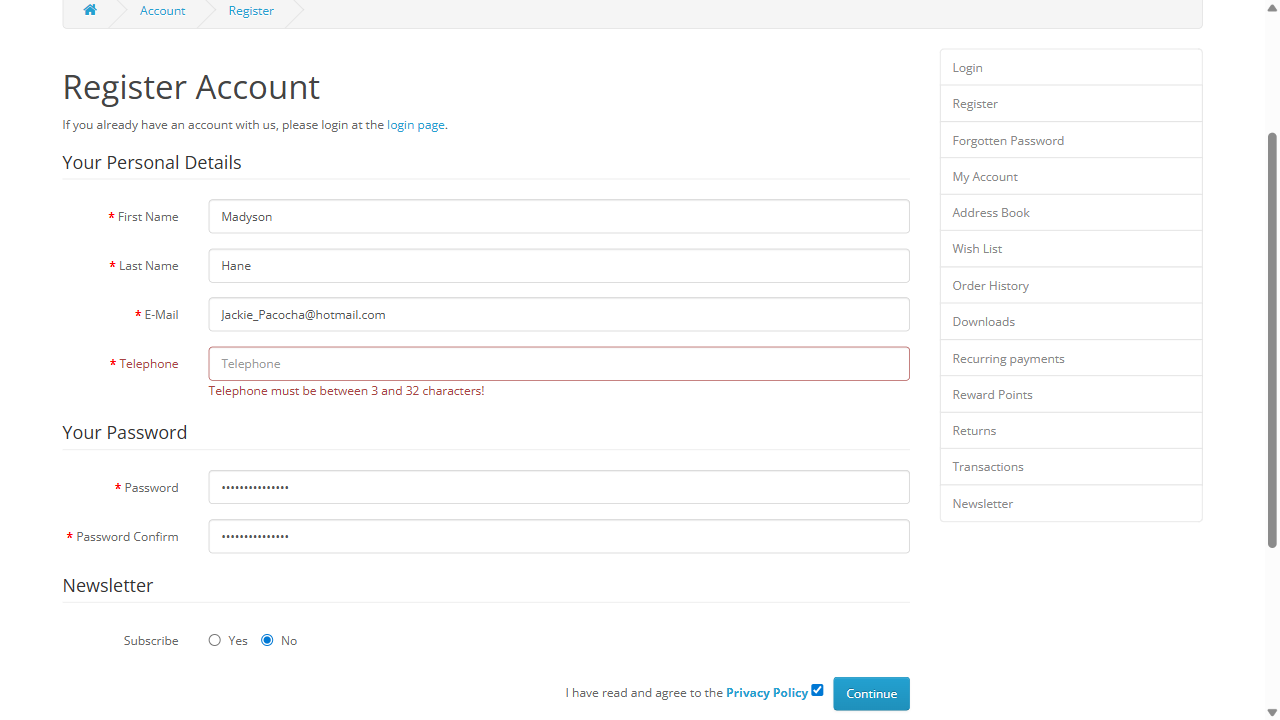 Account
Register
Register Account
If you already have an account with us, please login at the login page.
Your Personal Details
* First Name
Madyson
* Last Name
Hane
* E-Mail
Jackie_Pacocha@hotmail.com
* Telephone
Telephone
Telephone must be between 3 and 32 characters!
Your Password
* Password
•••••••••••••••
* Password Confirm
•••••••••••••••
Newsletter
Subscribe
Yes
No
I have read and agree to the Privacy Policy
Continue
Login
Register
Forgotten Password
My Account
Address Book
Wish List
Order History
Downloads
Recurring payments
Reward Points
Returns
Transactions
Newsletter